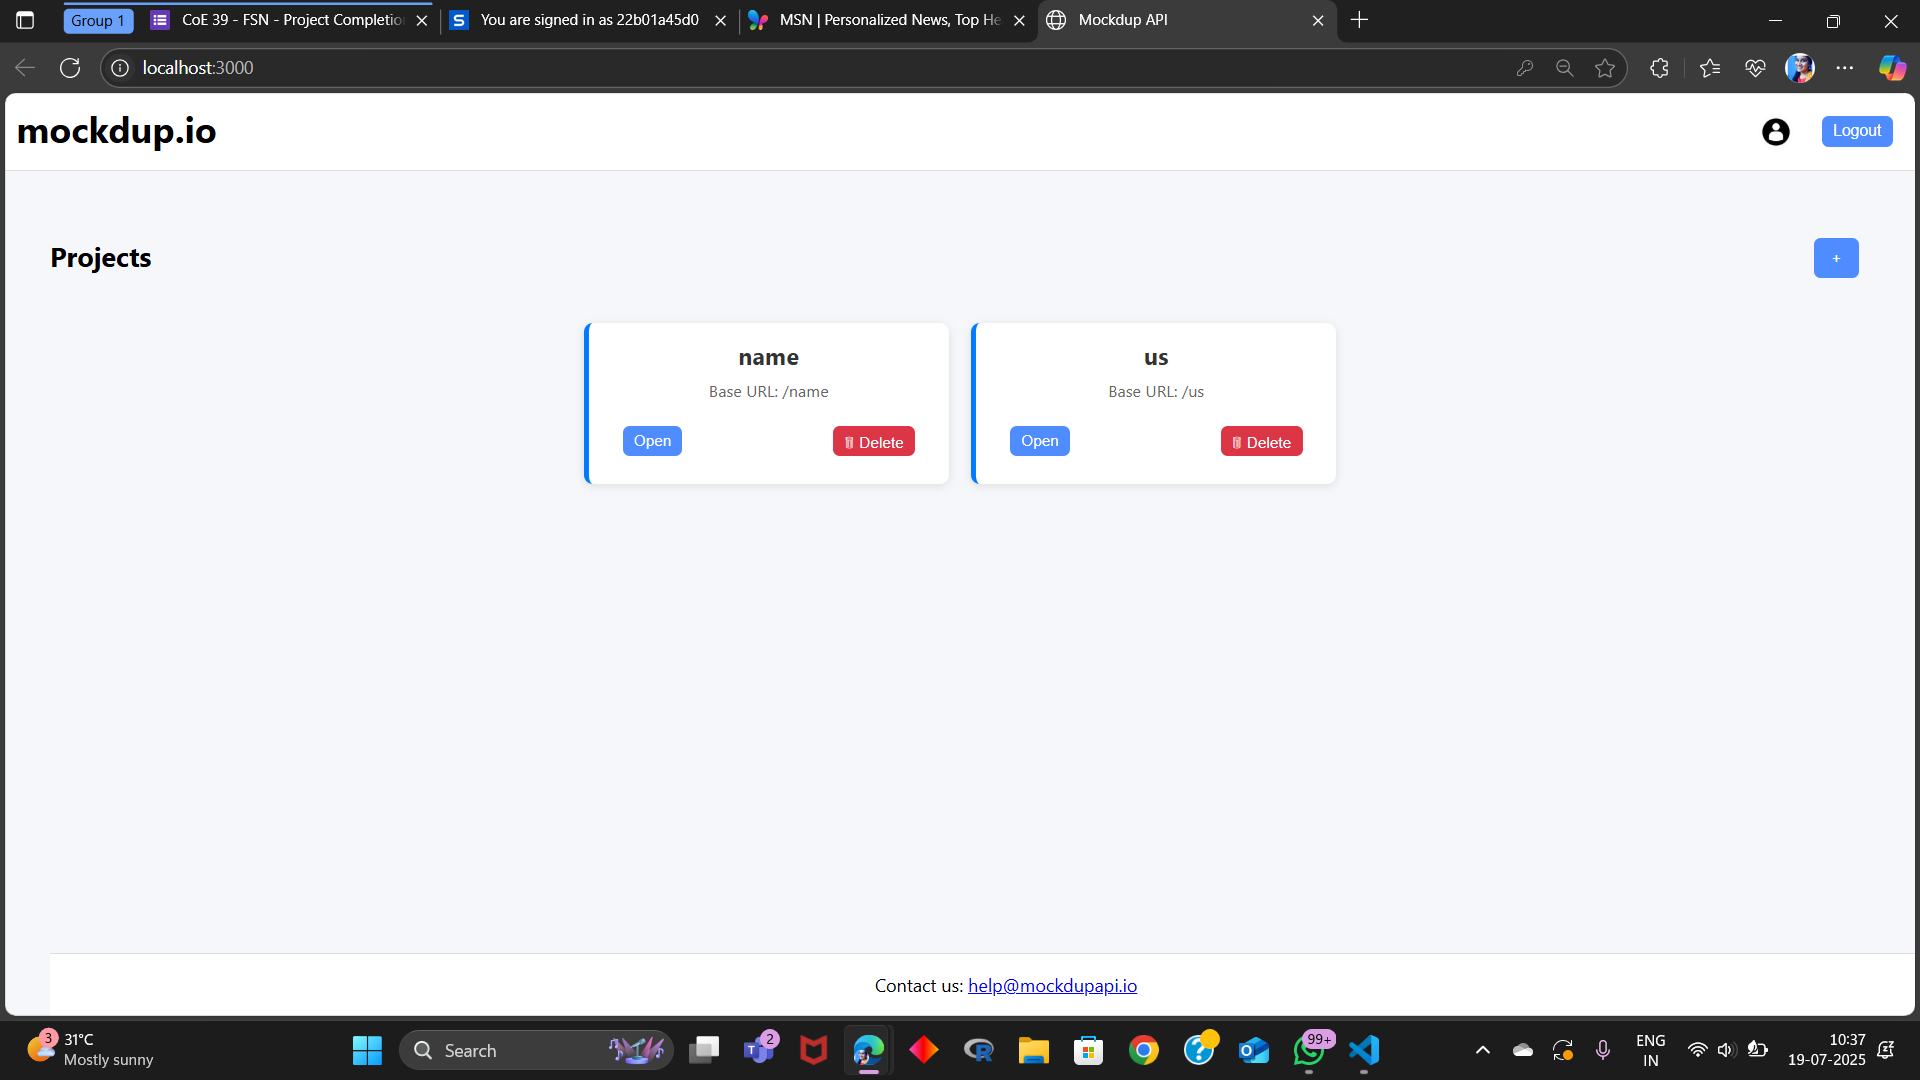 Group 1
CoE 39 - FSN - Project Completio
You are signed in as 22b01a45d0
MSN | Personalized News, Top He
Mockdup API
localhost:3000
mockdup.io
Logout
Projects
+
name
Base URL: /name
Open
Delete
us
Base URL: /us
Open
Delete
Contact us: help@mockdupapi.io
3
31°C
Mostly sunny
Search
2
99+
ENG
IN
10:37
19-07-2025